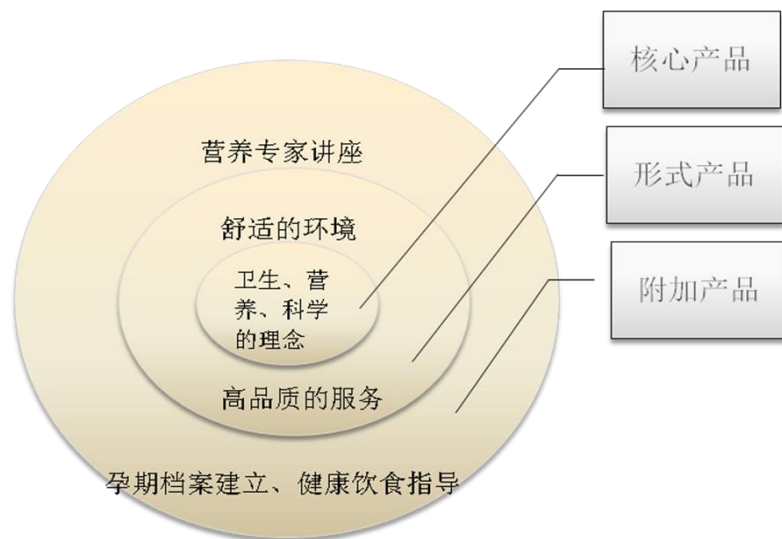 核心产品
营养专家讲座
形式产品
舒适的环境
卫生、营
养、科学
的理念
附加产品
高品质的服务
孕期档案建立、健康饮食指导